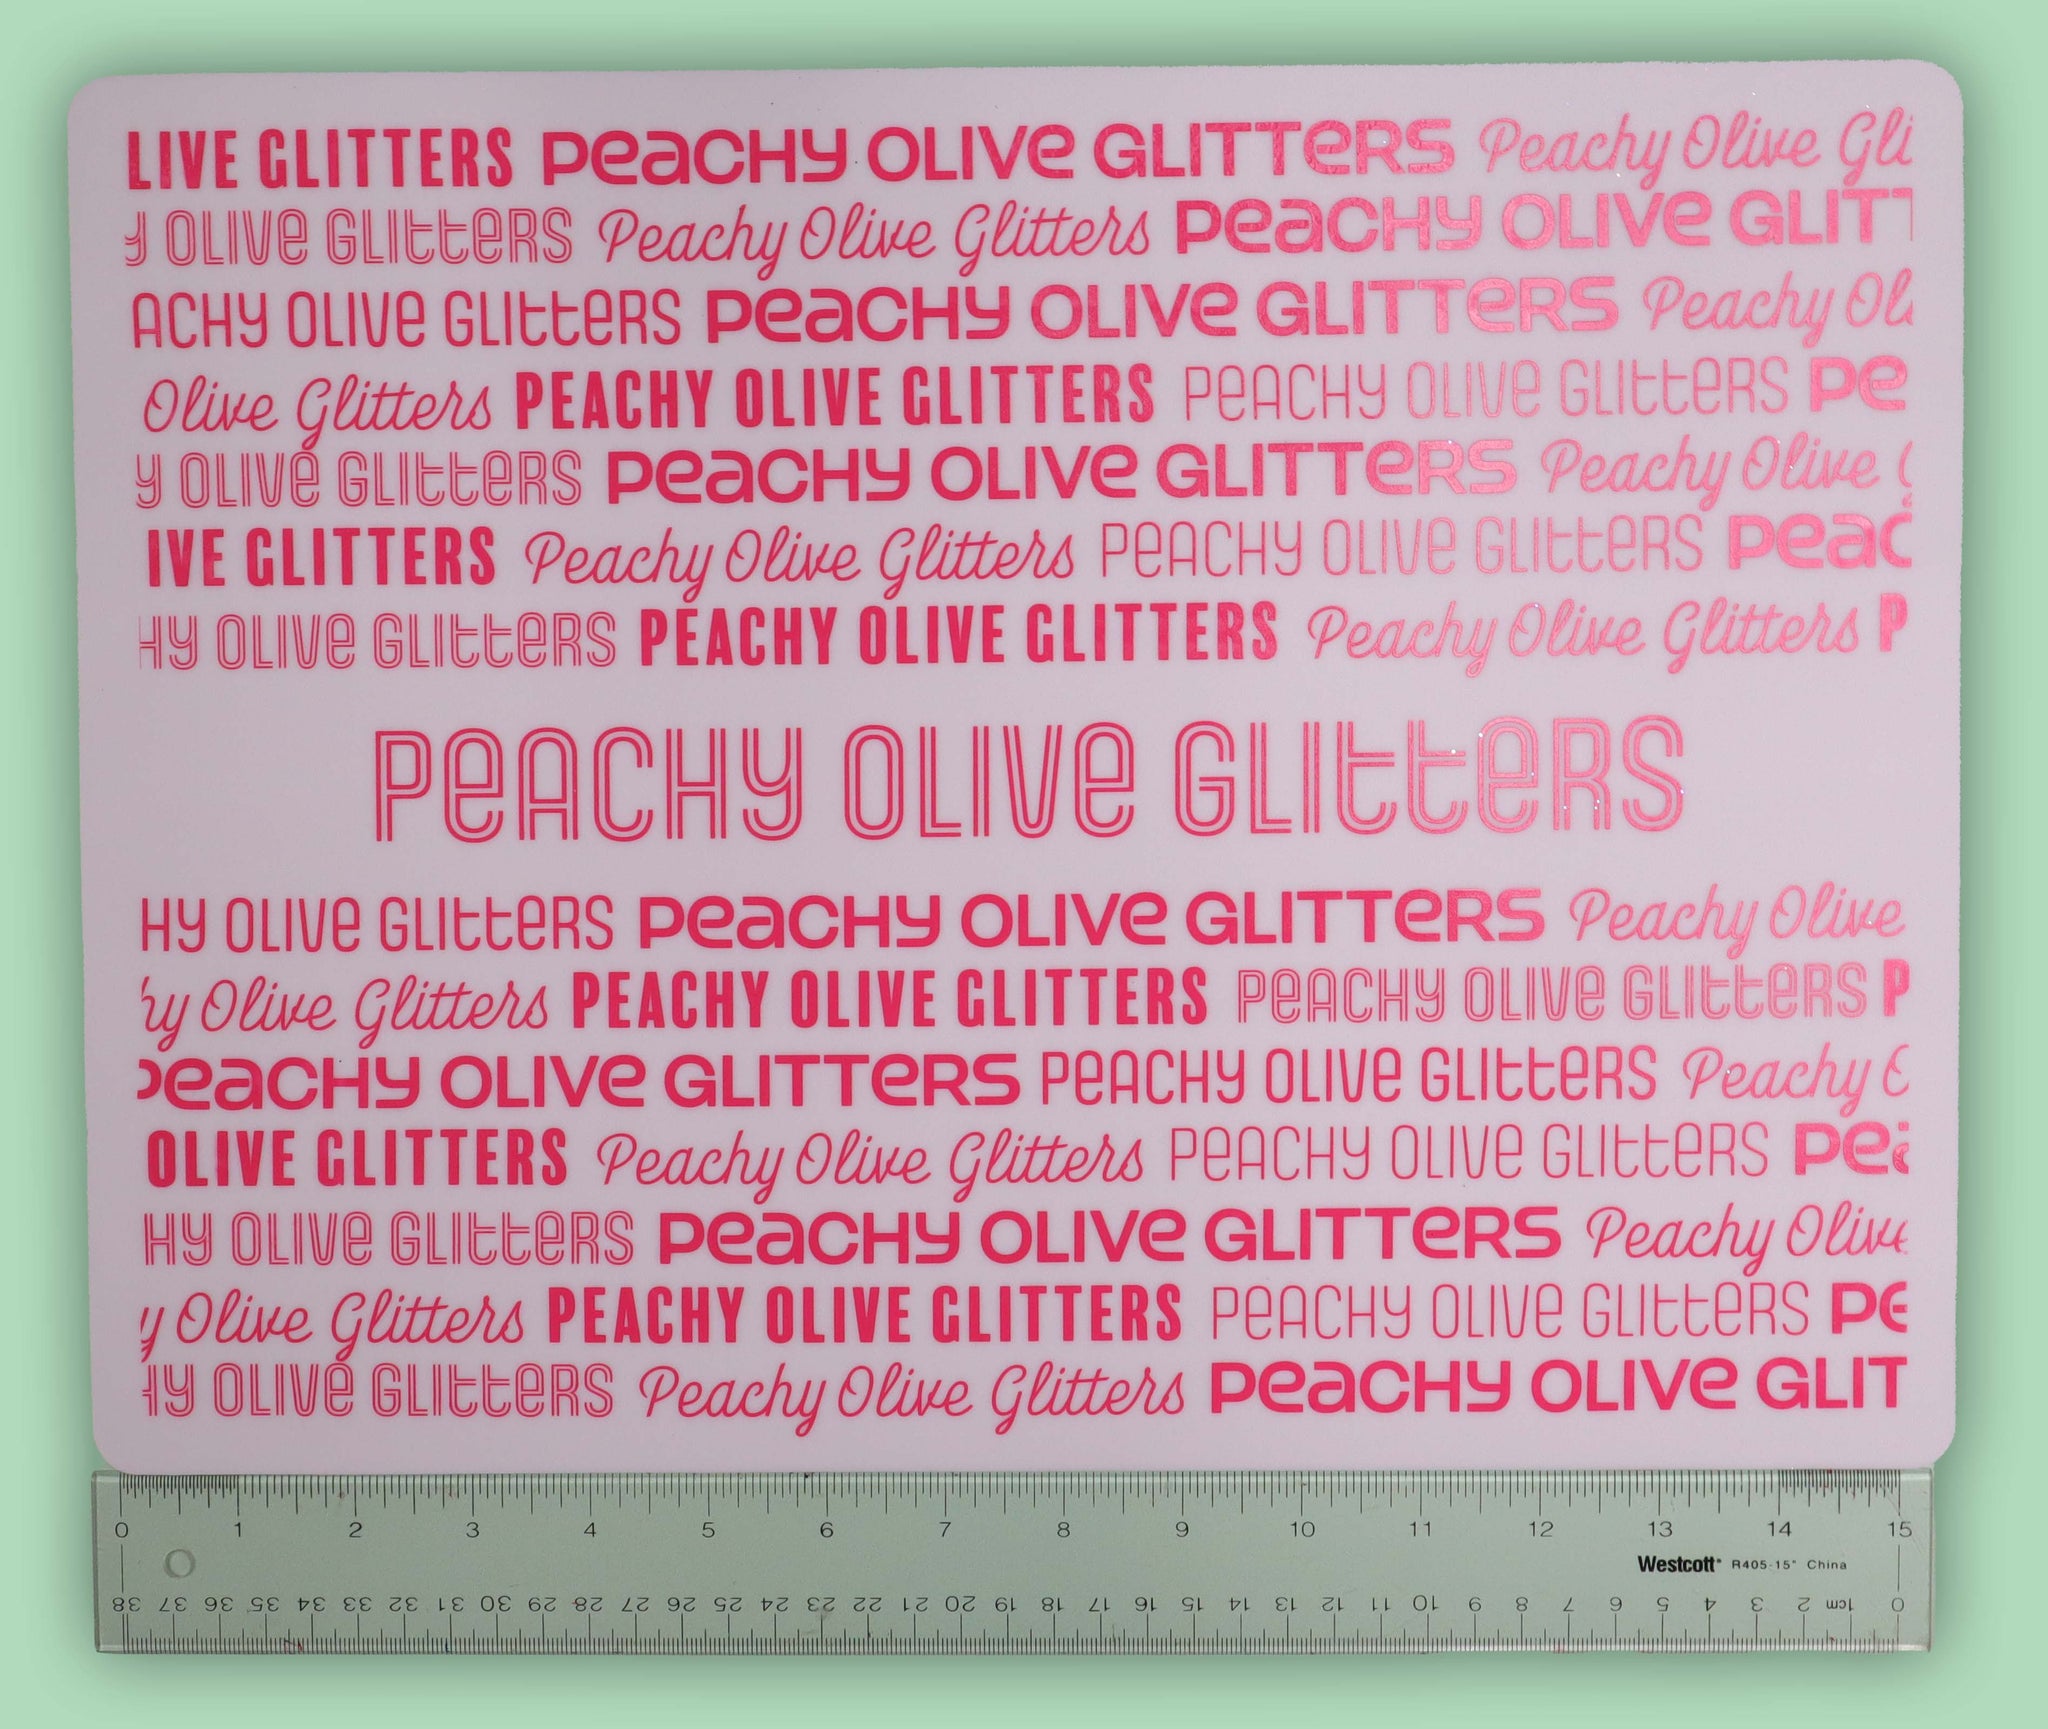 LIVE GLITTERS PeaCHY OLIVe GLITTeRS Peachy Olive Gli
y OLIVe GLItteRS Peachy Olive Glitters PeaCHY OLIVe GLIT
ACHY OLIVe GLItteRS PeaCHY OLIVe GLITTeRS Peachy Ol
Olive Glitters PEACHY OLIVE GLITTERS PeACHY OLIVe GLItteRS Pe
y OLIVe GLItteRS PeaCHY OLIVe GLITTeRS Peachy Olive
IVE GLITTERS Peachy Olive Glitters PeACHY OLIVe GLItteRS Peac
HY OLIVe GLItteRS PEACHY OLIVE GLITTERS Peachy Olive Glitters P
PeACHY OLIVe GLItteRS
HY OLIVe GLItteRS PeaCHY OLIVe GLITTeRS Peachy Olive
hy Olive Glitters PEACHY OLIVE GLITTERS PeACHY OLIVe GLItteRS P
PeaCHY OLIVe GLITTeRS PeACHY OLIVe GLItteRS Peachy
OLIVE GLITTERS Peachy Olive Glitters PeACHY OLIVe GLItteRS Pea
HY OLIVe GLItteRS PeaCHY OLIVe GLITTeRS Peachy Olive
y Olive Glitters PEACHY OLIVE GLITTERS PeACHY OLIVe GLItteRS Pe
HY OLIVe GLItteRS Peachy Olive Glitters PeaCHY OLIVe GLIT
0 1 2 3 4 5 6 7 8 9 10 11 12 13 14 15
Westcott® R405-15" China
38 37 36 35 34 33 32 31 30 29 28 27 26 25 24 23 22 21 20 19 18 17 16 15 14 13 12 11 10 9 8 7 6 5 4 3 2 1cm 0